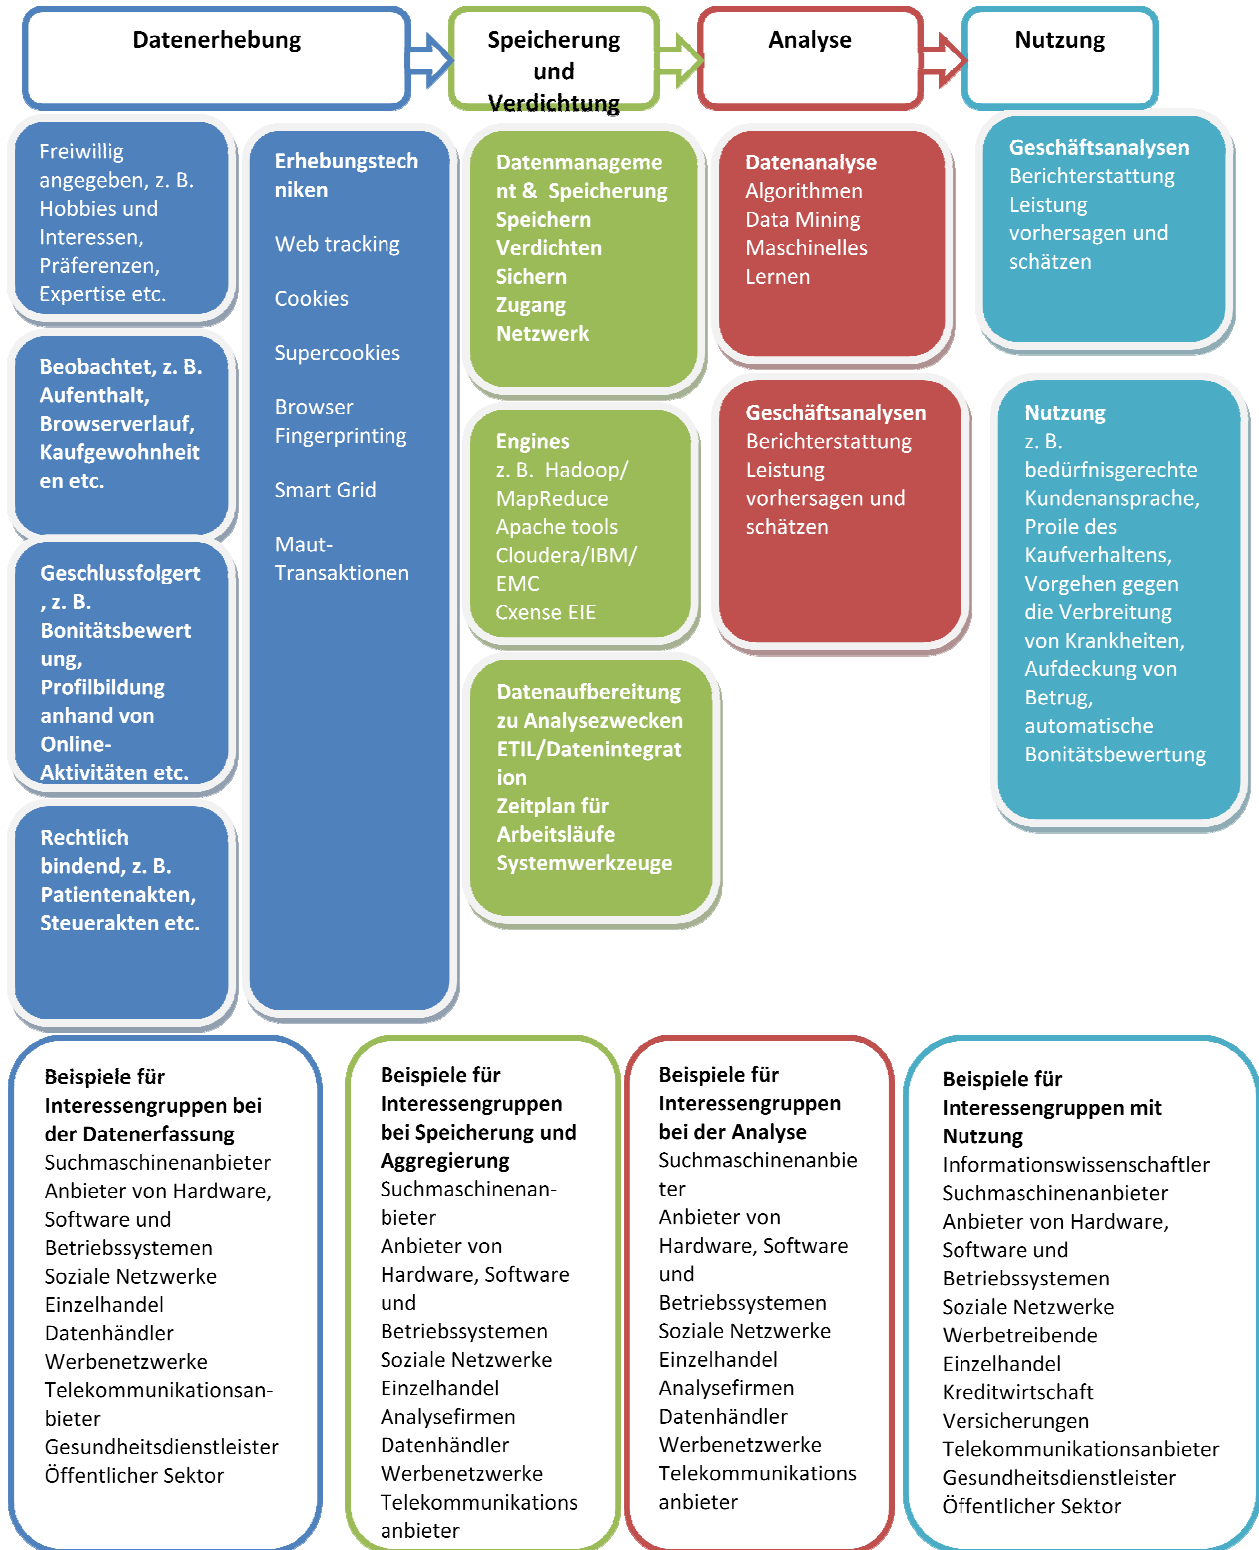 Datenerhebung
Speicherung
und
Verdichtung
Analyse
Nutzung
Freiwillig
angegeben, z. B.
Hobbies und
Interessen,
Präferenzen,
Expertise etc.
Beobachtet, z. B.
Aufenthalt,
Browserverlauf,
Kaufgewohnheit
en etc.
Geschlussfolgert
, z. B.
Bonitätsbewert
ung,
Profilbildung
anhand von
Online-
Aktivitäten etc.
Rechtlich
bindend, z. B.
Patientenakten,
Steuerakten etc.
Erhebungstech
niken
Web tracking
Cookies
Supercookies
Browser
Fingerprinting
Smart Grid
Maut-
Transaktionen
Datenmanageme
nt & Speicherung
Speichern
Verdichten
Sichern
Zugang
Netzwerk
Engines
z. B. Hadoop/
MapReduce
Apache tools
Cloudera/IBM/
EMC
Cxense EIE
Datenaufbereitung
zu Analysezwecken
ETIL/Datenintegrat
ion
Zeitplan für
Arbeitsläufe
Systemwerkzeuge
Datenanalyse
Algorithmen
Data Mining
Maschinelles
Lernen
Geschäftsanalysen
Berichterstattung
Leistung
vorhersagen und
schätzen
Geschäftsanalysen
Berichterstattung
Leistung
vorhersagen und
schätzen
Nutzung
z. B.
bedürfnisgerechte
Kundenansprache,
Proile des
Kaufverhaltens,
Vorgehen gegen
die Verbreitung
von Krankheiten,
Aufdeckung von
Betrug,
automatische
Bonitätsbewertung
Beispiele für
Interessengruppen bei
der Datenerfassung
Suchmaschinenanbieter
Anbieter von Hardware,
Software und
Betriebssystemen
Soziale Netzwerke
Einzelhandel
Datenhändler
Werbenetzwerke
Telekommunikationsan-
bieter
Gesundheitsdienstleister
Öffentlicher Sektor
Beispiele für
Interessengruppen
bei Speicherung und
Aggregierung
Suchmaschinenan-
bieter
Anbieter von
Hardware, Software
und
Betriebssystemen
Soziale Netzwerke
Einzelhandel
Analysefirmen
Datenhändler
Werbenetzwerke
Telekommunikations
anbieter
Beispiele für
Interessengruppen
bei der Analyse
Suchmaschinenanbie
ter
Anbieter von
Hardware, Software
und
Betriebssystemen
Soziale Netzwerke
Einzelhandel
Analysefirmen
Datenhändler
Werbenetzwerke
Telekommunikations
anbieter
Beispiele für
Interessengruppen mit
Nutzung
Informationswissenschaftler
Suchmaschinenanbieter
Anbieter von Hardware,
Software und
Betriebssystemen
Soziale Netzwerke
Werbetreibende
Einzelhandel
Kreditwirtschaft
Versicherungen
Telekommunikationsanbieter
Gesundheitsdienstleister
Öffentlicher Sektor